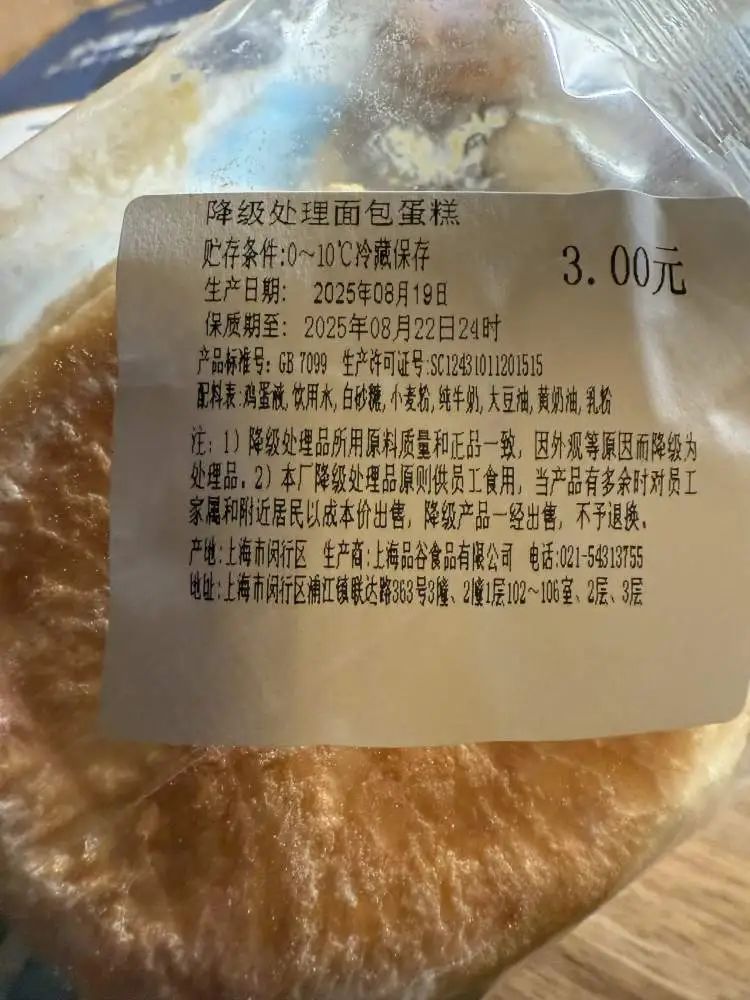 降级处理面包蛋糕
贮存条件:0~10℃冷藏保存
3.00元
生产日期: 2025年08月19日
保质期至: 2025年08月22日24时
产品标准号: GB 7099 生产许可证号:SC12431011201515
配料表:鸡蛋液,饮用水,白砂糖,小麦粉,纯牛奶,大豆油,黄奶油,乳粉
注: 1) 降级处理品所用原料质量和正品一致, 因外观等原因而降级为
处理品. 2) 本厂降级处理品原则供员工食用, 当产品有多余时对员工
家属和附近居民以成本价出售, 降级产品一经出售, 不予退换.
产地:上海市闵行区 生产商:上海品谷食品有限公司 电话:021-54313755
地址:上海市闵行区浦江镇联达路363号3幢、2幢1层102~106室、2层、3层